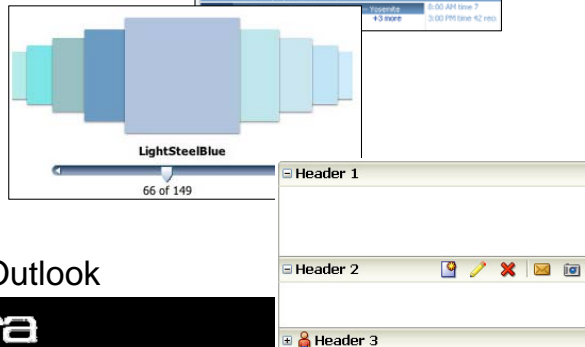 -- Yosemite
+3 more
8:00 AM time 7
3:00 PM time 42 rec
LightSteelBlue
66 of 149
Header 1
Header 2
Header 3
Outlook
ra